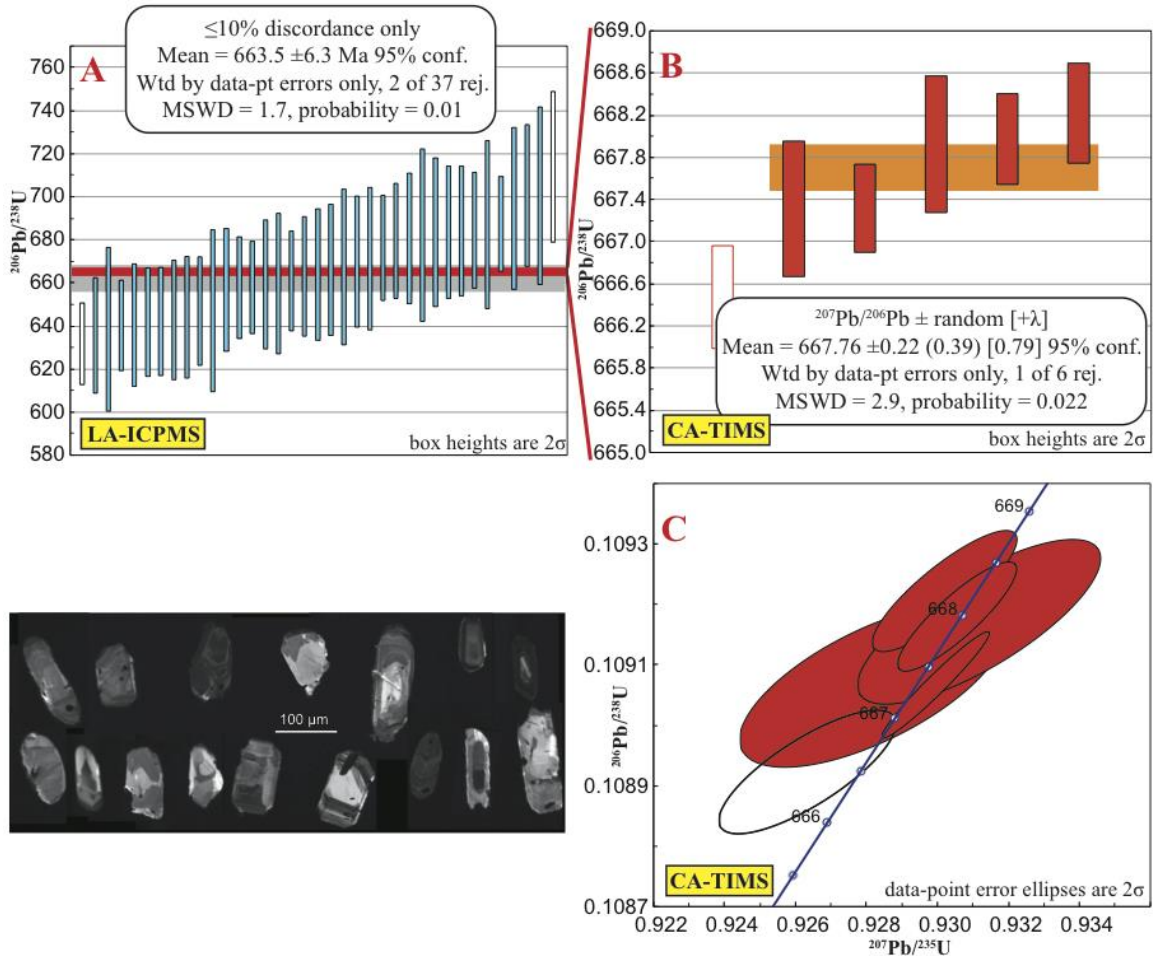 A
≤10% discordance only
Mean = 663.5 ±6.3 Ma 95% conf.
Wtd by data-pt errors only, 2 of 37 rej.
MSWD = 1.7, probability = 0.01
760
740
720
700
680
660
640
620
600
580
²⁰⁶Pb/²³⁸U
LA-ICPMS
box heights are 2σ
B
669.0
668.6
668.2
667.8
667.4
667.0
666.6
666.2
665.8
665.4
665.0
²⁰⁶Pb/²³⁸U
²⁰⁷Pb/²⁰⁶Pb ± random [+λ]
Mean = 667.76 ±0.22 (0.39) [0.79] 95% conf.
Wtd by data-pt errors only, 1 of 6 rej.
MSWD = 2.9, probability = 0.022
CA-TIMS
box heights are 2σ
100 µm
C
0.1093
0.1091
0.1089
0.1087
²⁰⁶Pb/²³⁸U
669
668
667
666
CA-TIMS
data-point error ellipses are 2σ
0.922 0.924 0.926 0.928 0.930 0.932 0.934
²⁰⁷Pb/²³⁵U